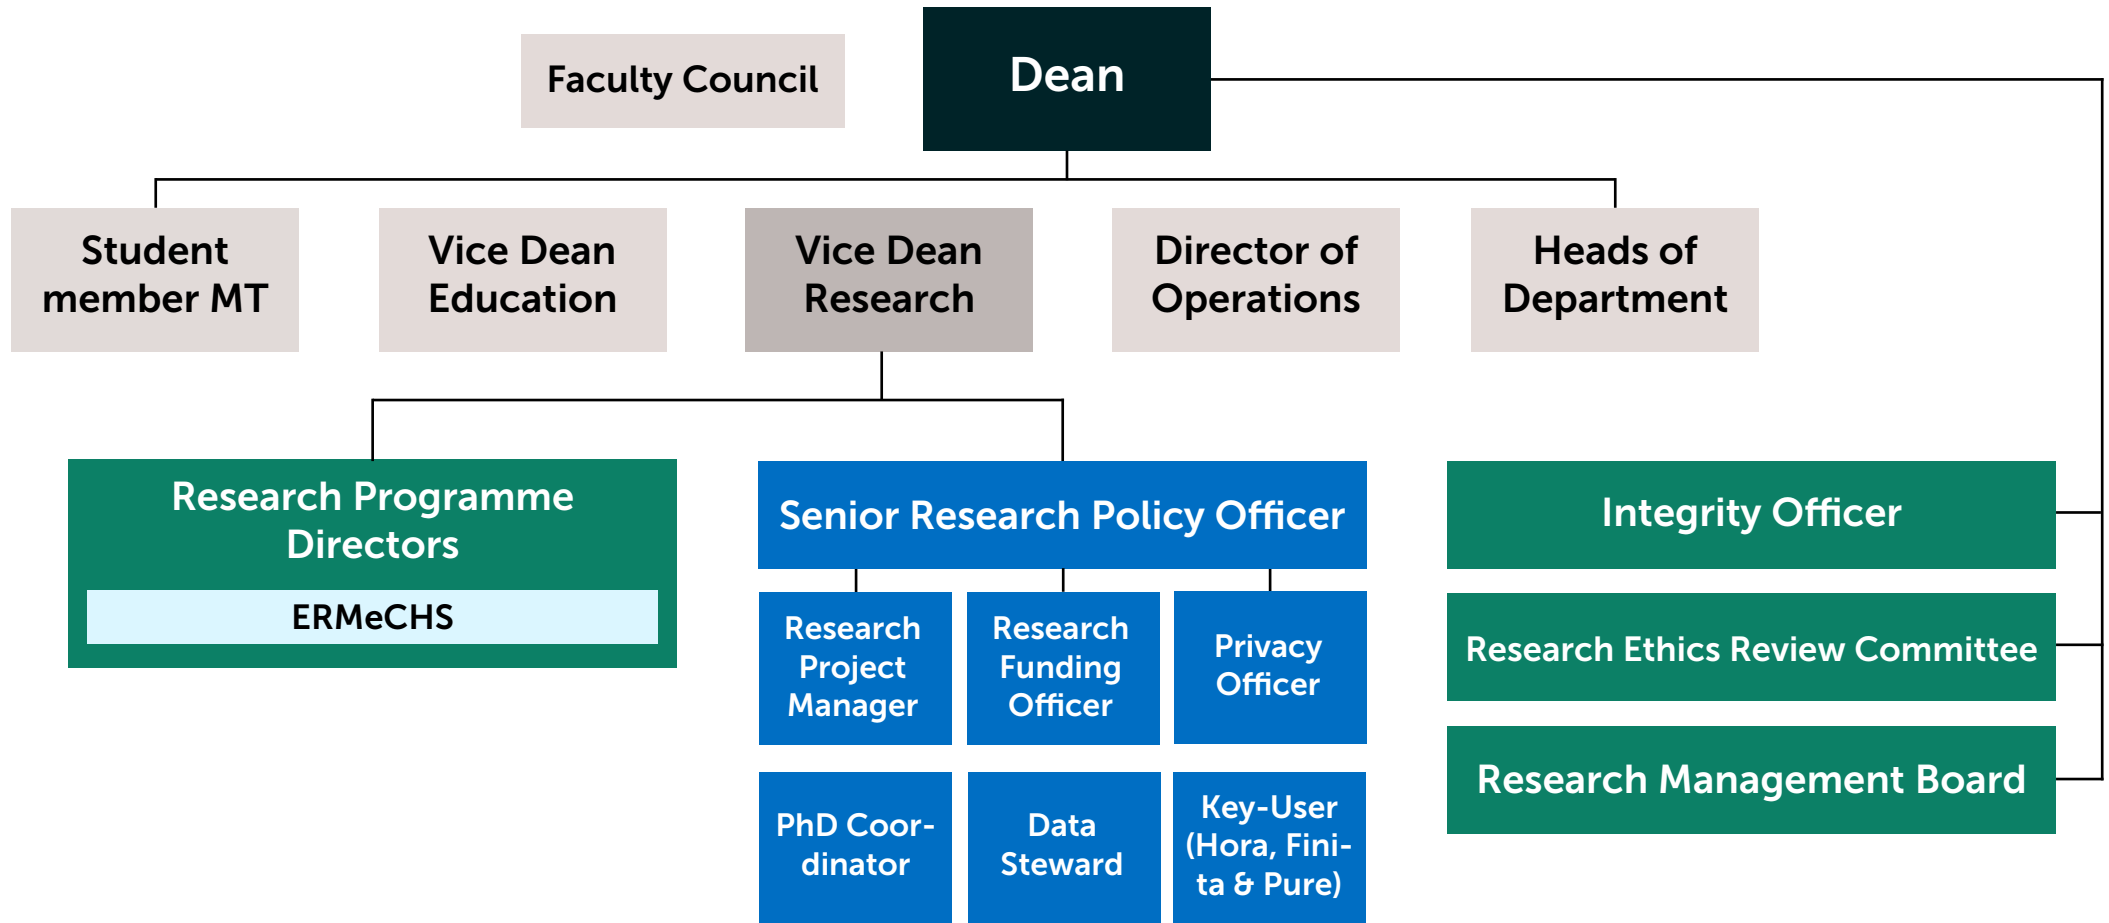 Faculty Council
Dean
Student
member MT
Vice Dean
Education
Vice Dean
Research
Director of
Operations
Heads of
Department
Research Programme
Directors
ERMeCHS
Senior Research Policy Officer
Research
Project
Manager
Research
Funding
Officer
Privacy
Officer
PhD Coor-
dinator
Data
Steward
Key-User
(Hora, Fini-
ta & Pure)
Integrity Officer
Research Ethics Review Committee
Research Management Board